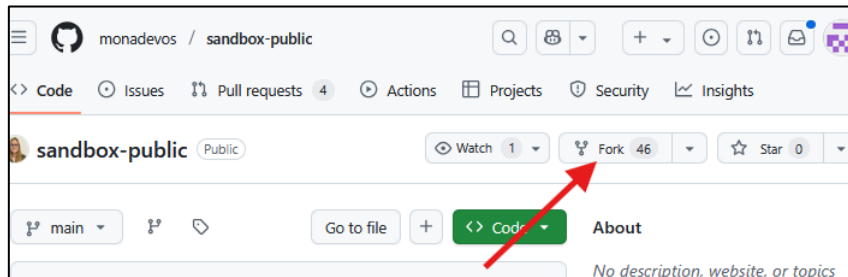 monadevos / sandbox-public
Code Issues Pull requests 4 Actions Projects Security Insights
sandbox-public Public Watch 1 Fork 46 Star 0
main Go to file + Code About
No description, website, or topics